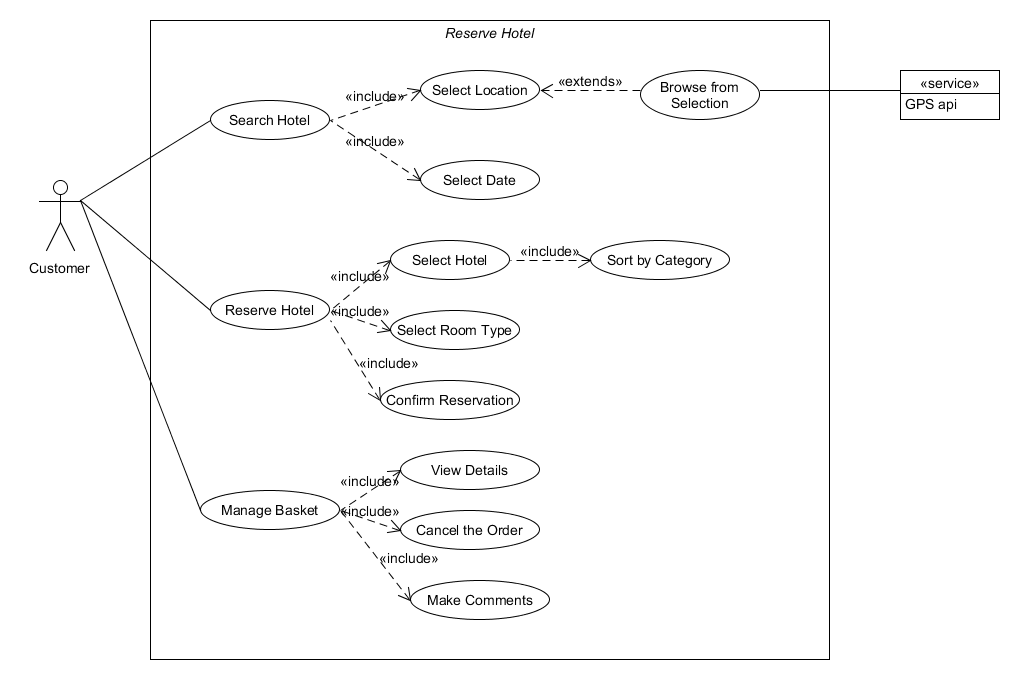 Reserve Hotel
«include»
Select Location
«extends»
Browse from
Selection
«service»
GPS api
Search Hotel
«include»
Select Date
Customer
Select Hotel
«include»
Sort by Category
«include»
Reserve Hotel
«include»
Select Room Type
«include»
Confirm Reservation
View Details
«include»
Manage Basket
«include»
Cancel the Order
«include»
Make Comments